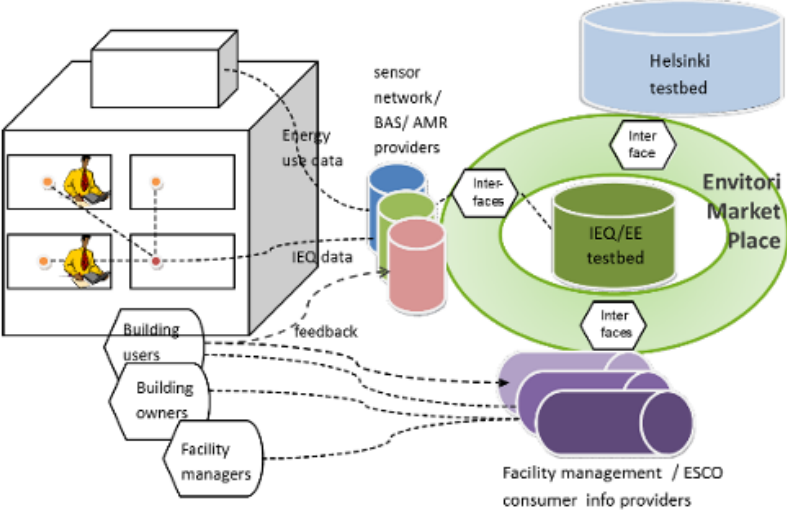 Helsinki
testbed
sensor
network/
BAS/ AMR
providers
Energy
use data
Inter
face
Inter-
faces
Envitori
Market
Place
IEQ/EE
testbed
IEQ data
Inter
faces
feedback
Building
users
Building
owners
Facility
managers
Facility management / ESCO
consumer info providers